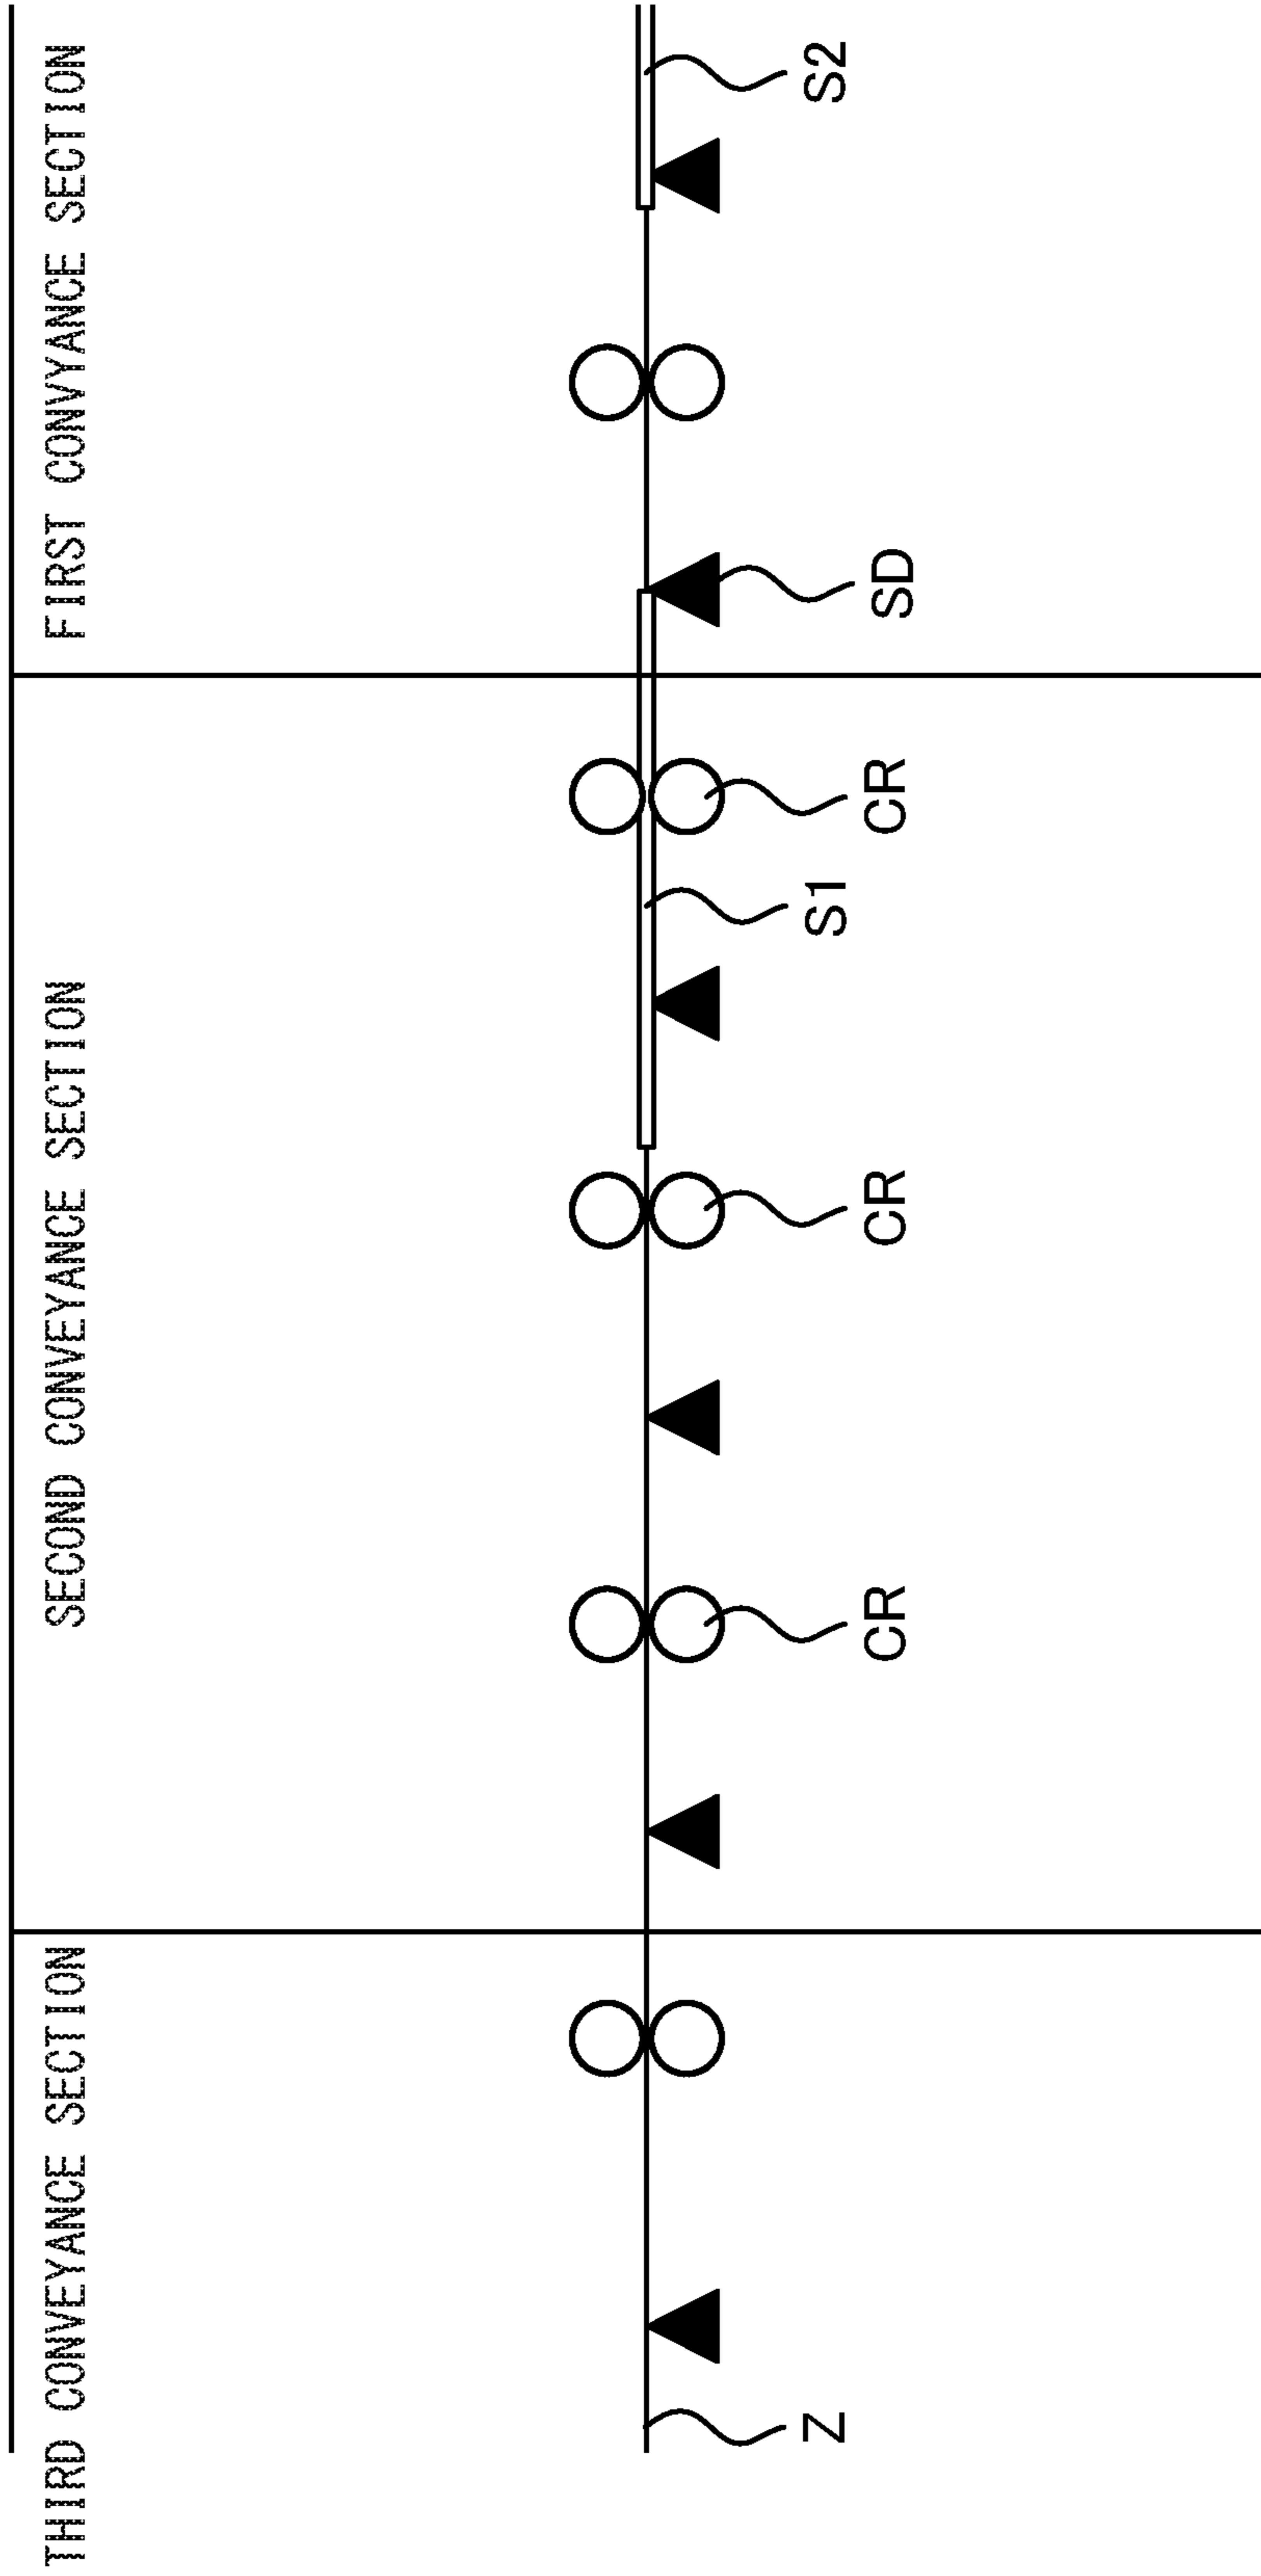 THIRD CONVEYANCE SECTION
SECOND CONVEYANCE SECTION
FIRST CONVYANCE SECTION
Z
CR
CR
S1
CR
SD
S2